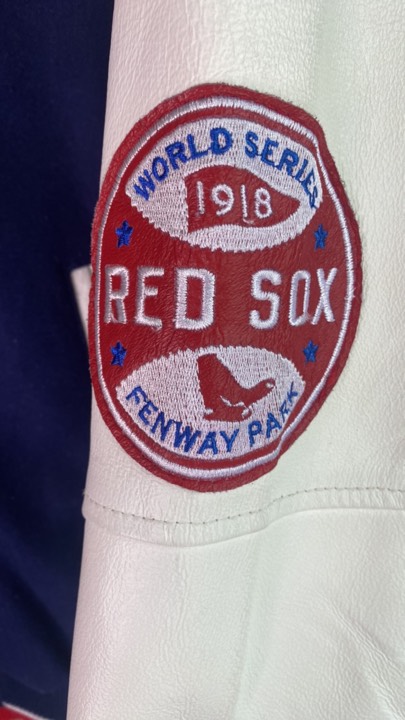 WORLD SERIES
1918
RED SOX
FENWAY PARK